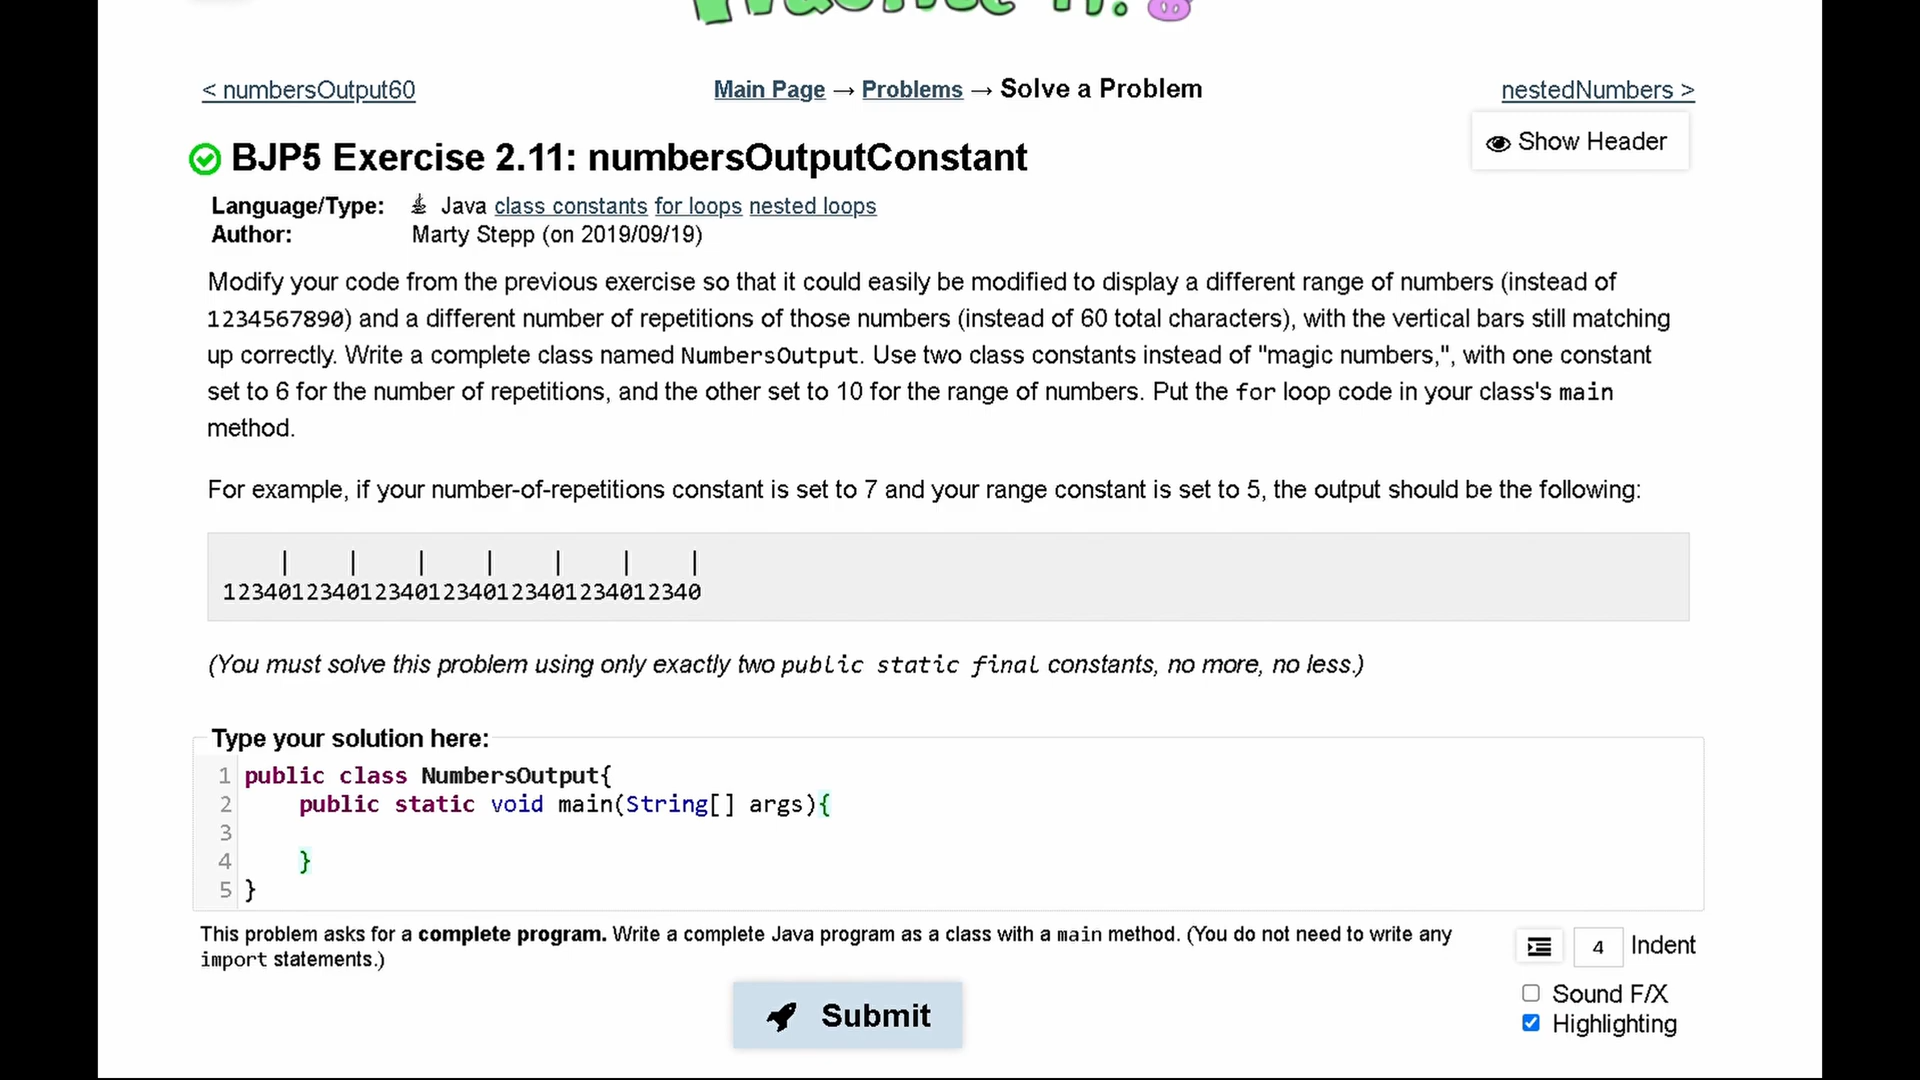 < numbersOutput60 Main Page → Problems → Solve a Problem nestedNumbers >
Show Header
BJP5 Exercise 2.11: numbersOutputConstant
Language/Type: Java class constants for loops nested loops
Author: Marty Stepp (on 2019/09/19)
Modify your code from the previous exercise so that it could easily be modified to display a different range of numbers (instead of
1234567890) and a different number of repetitions of those numbers (instead of 60 total characters), with the vertical bars still matching
up correctly. Write a complete class named NumbersOutput. Use two class constants instead of "magic numbers,", with one constant
set to 6 for the number of repetitions, and the other set to 10 for the range of numbers. Put the for loop code in your class's main
method.
For example, if your number-of-repetitions constant is set to 7 and your range constant is set to 5, the output should be the following:
    |    |    |    |    |    |    |
12340123401234012340123401234012340
(You must solve this problem using only exactly two public static final constants, no more, no less.)
Type your solution here:
1 public class NumbersOutput{
2     public static void main(String[] args){
3
4     }
5 }
This problem asks for a complete program. Write a complete Java program as a class with a main method. (You do not need to write any
import statements.)
4 Indent
Submit
Sound F/X
Highlighting